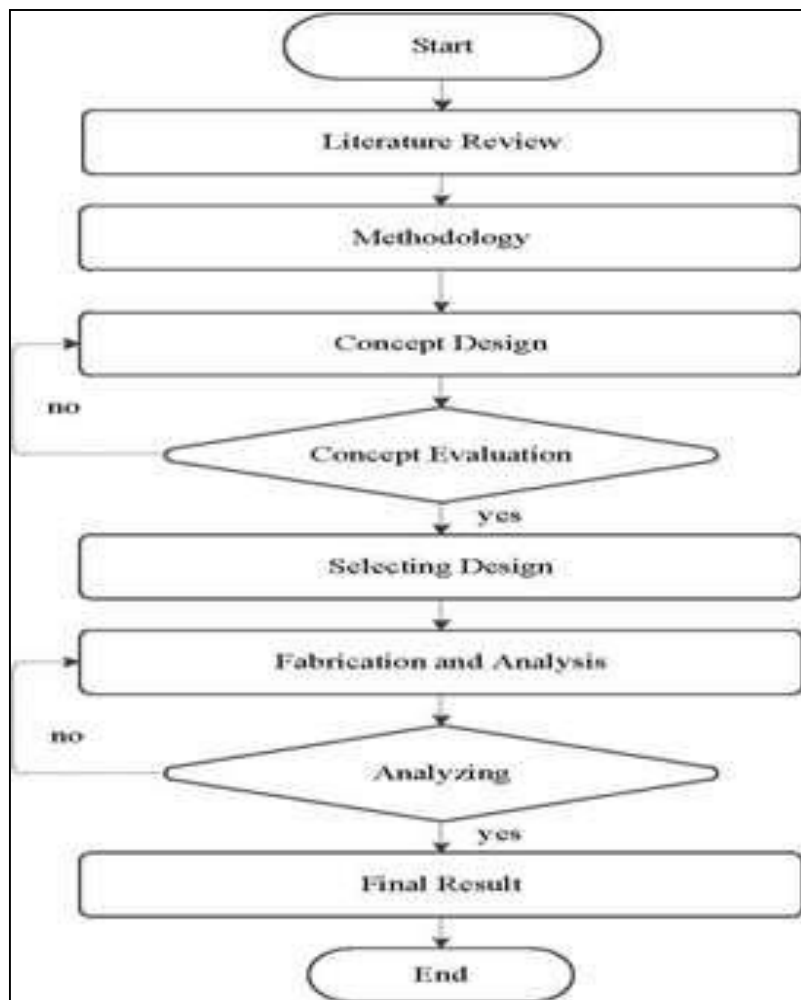 Start
Literature Review
Methodology
Concept Design
no
Concept Evaluation
yes
Selecting Design
Fabrication and Analysis
no
Analyzing
yes
Final Result
End